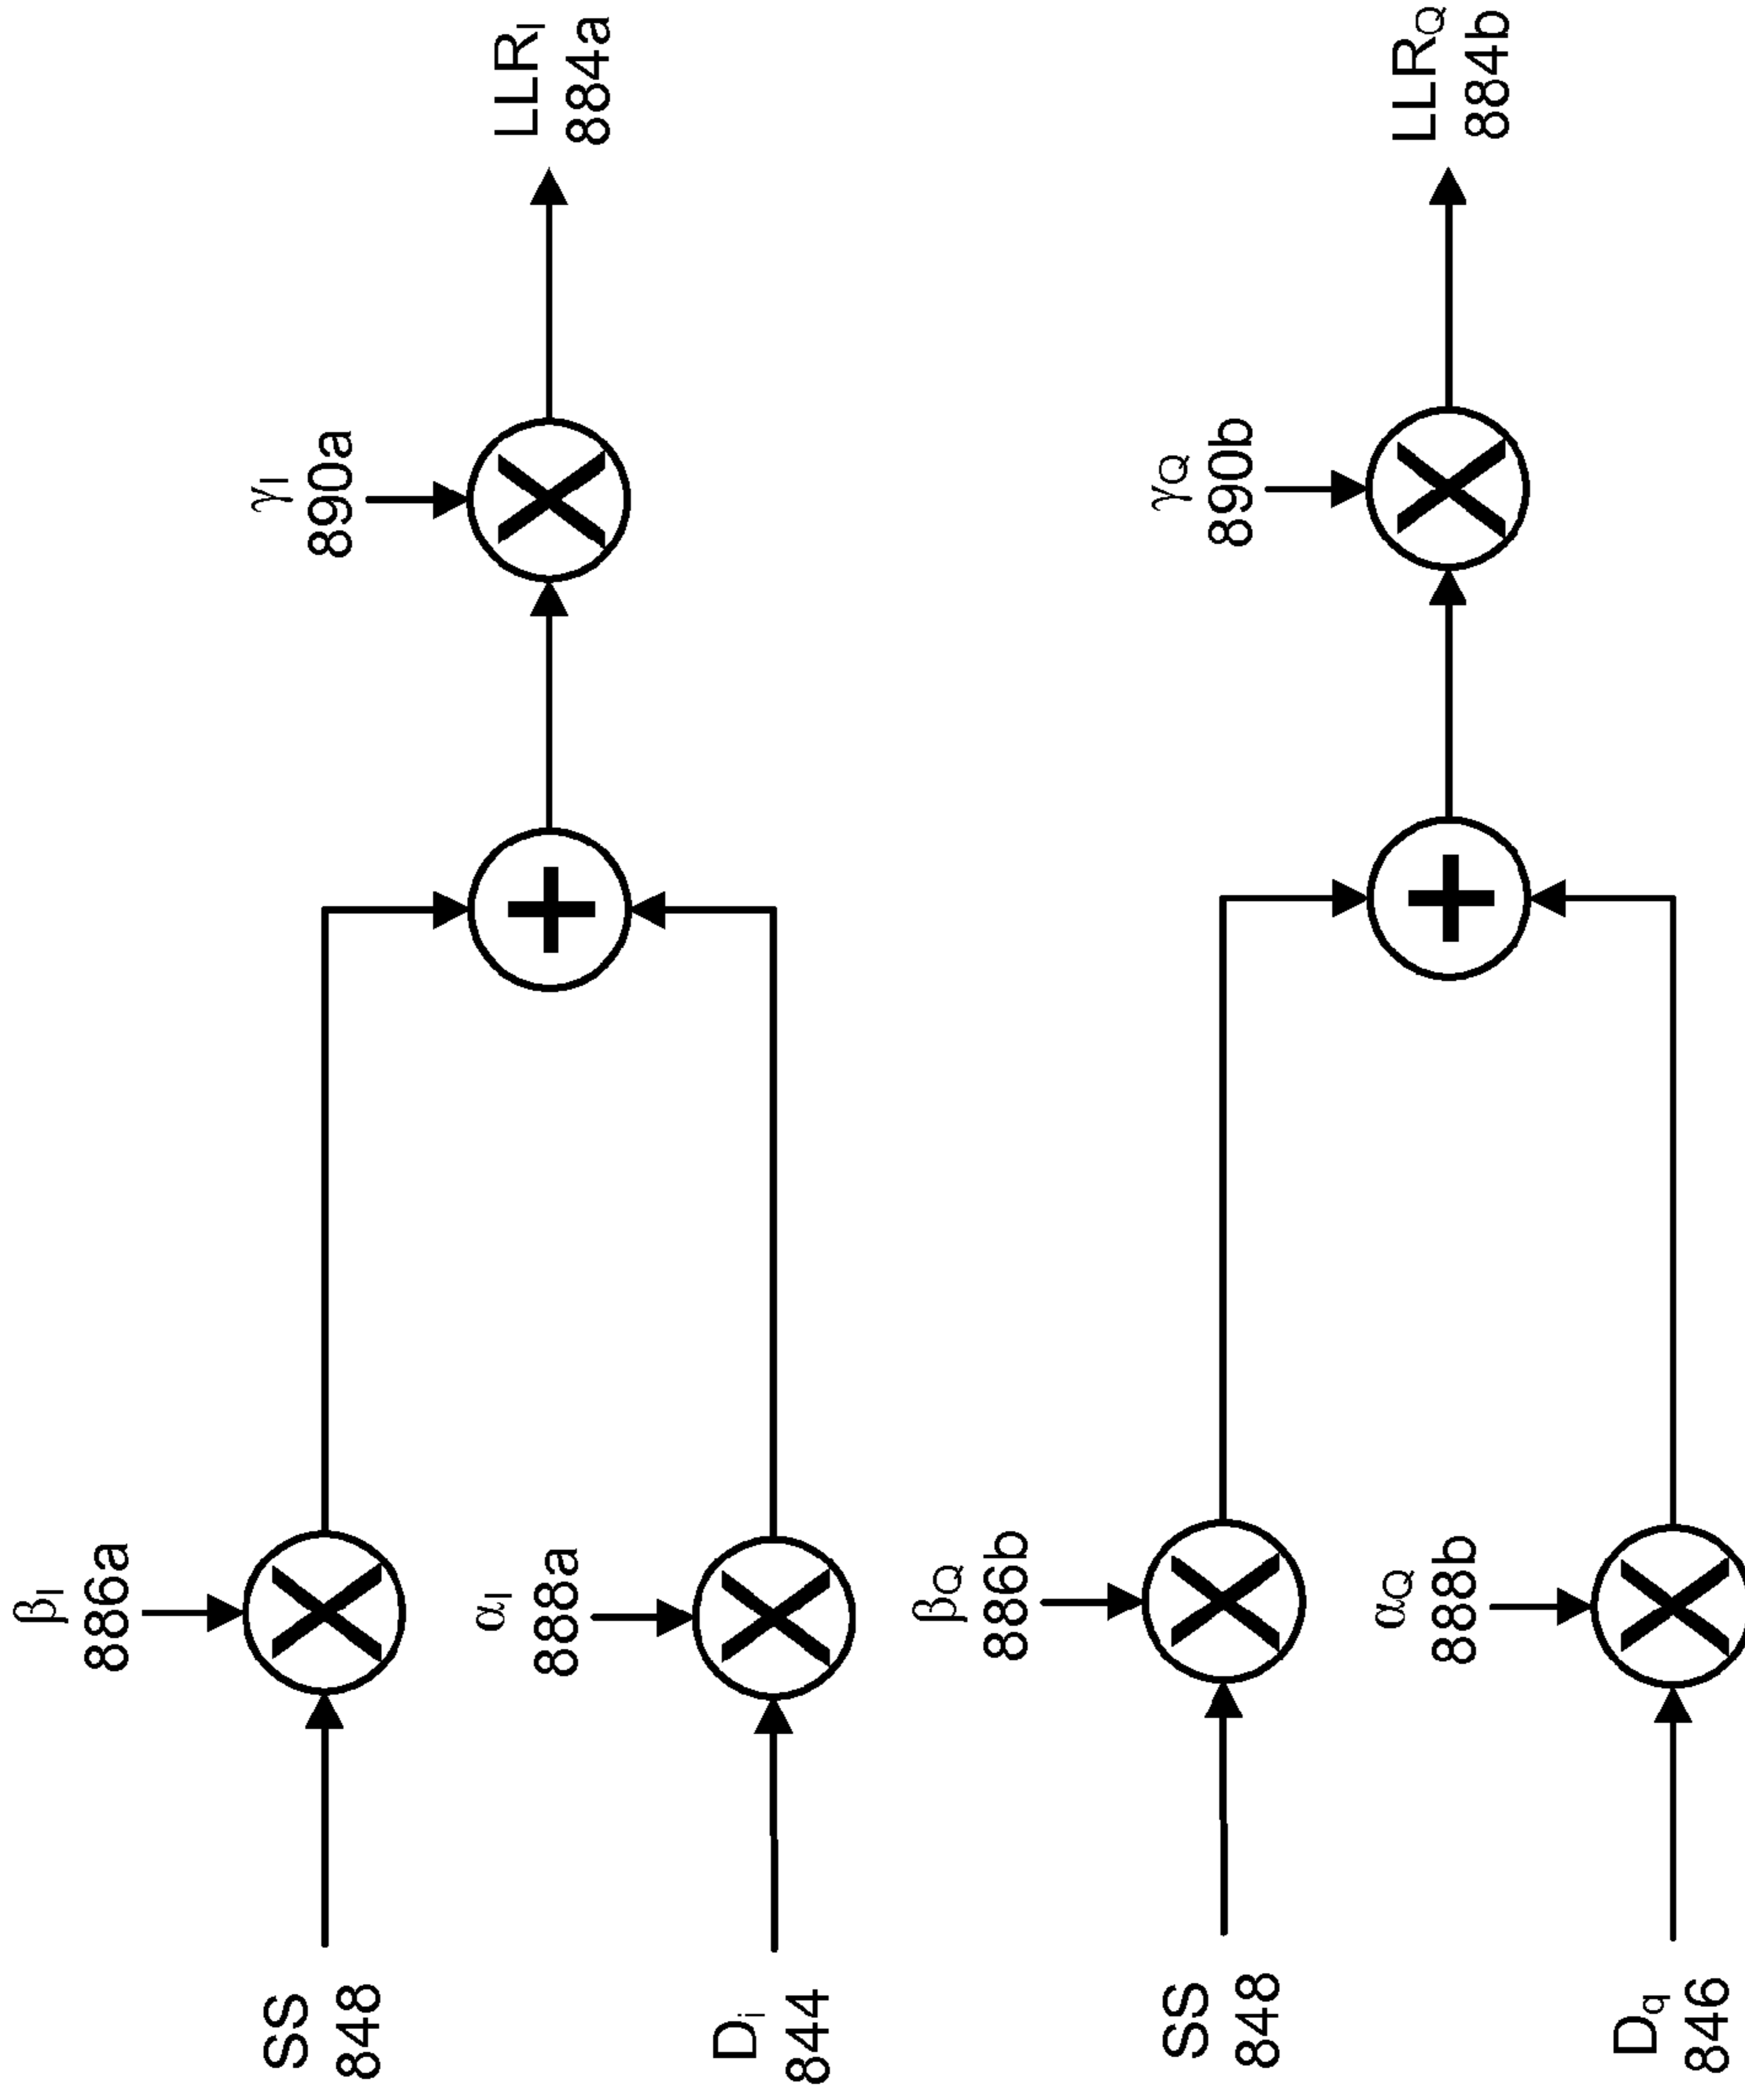 β_I
886a
SS
848
α_I
888a
D_i
844
γ_I
890a
LLR_I
884a
β_Q
886b
SS
848
α_Q
888b
D_q
846
γ_Q
890b
LLR_Q
884b